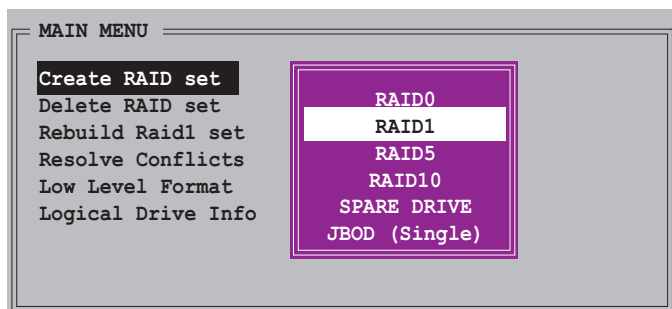 MAIN MENU
Create RAID set
Delete RAID set
Rebuild Raid1 set
Resolve Conflicts
Low Level Format
Logical Drive Info
RAID0
RAID1
RAID5
RAID10
SPARE DRIVE
JBOD (Single)